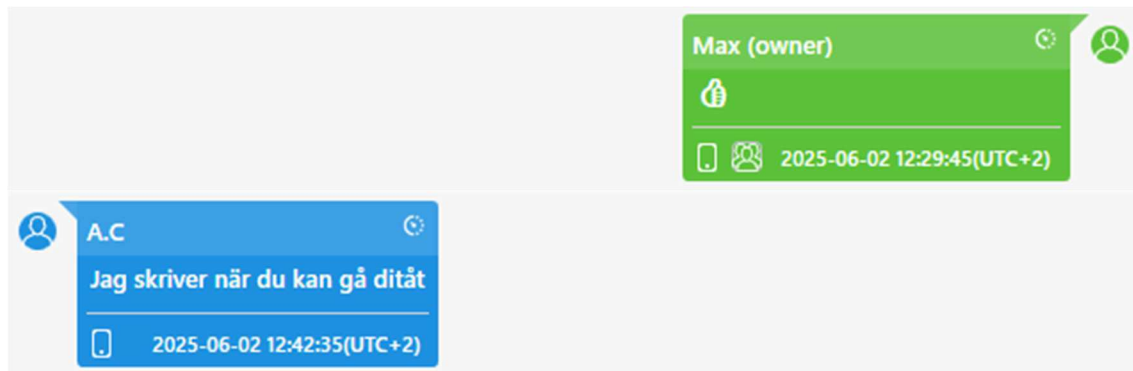 Max (owner)
👍
2025-06-02 12:29:45(UTC+2)
A.C
Jag skriver när du kan gå ditåt
2025-06-02 12:42:35(UTC+2)